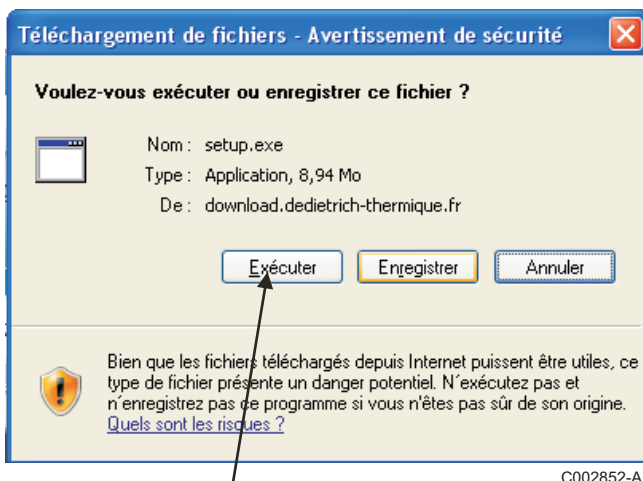 Téléchargement de fichiers - Avertissement de sécurité
Voulez-vous exécuter ou enregistrer ce fichier ?
Nom : setup.exe
Type : Application, 8,94 Mo
De : download.dedietrich-thermique.fr
Exécuter Enregistrer Annuler
Bien que les fichiers téléchargés depuis Internet puissent être utiles, ce
type de fichier présente un danger potentiel. N´exécutez pas et
n´enregistrez pas ce programme si vous n'êtes pas sûr de son origine.
Quels sont les risques ?
C002852-A